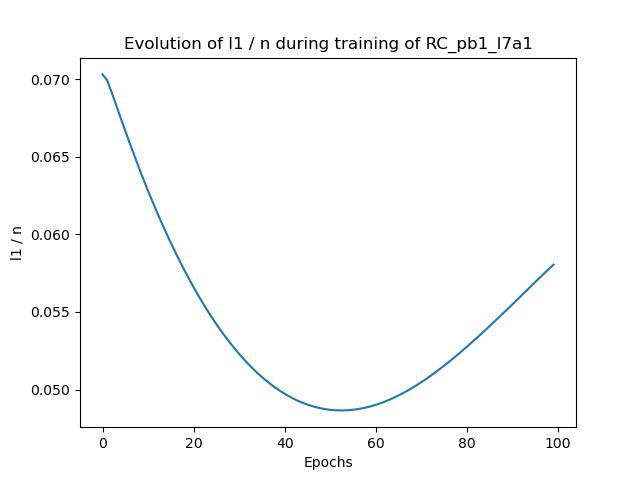 Evolution of l1 / n during training of RC_pb1_l7a1
0.070
0.065
0.060
0.055
0.050
l1 / n
0 20 40 60 80 100
Epochs